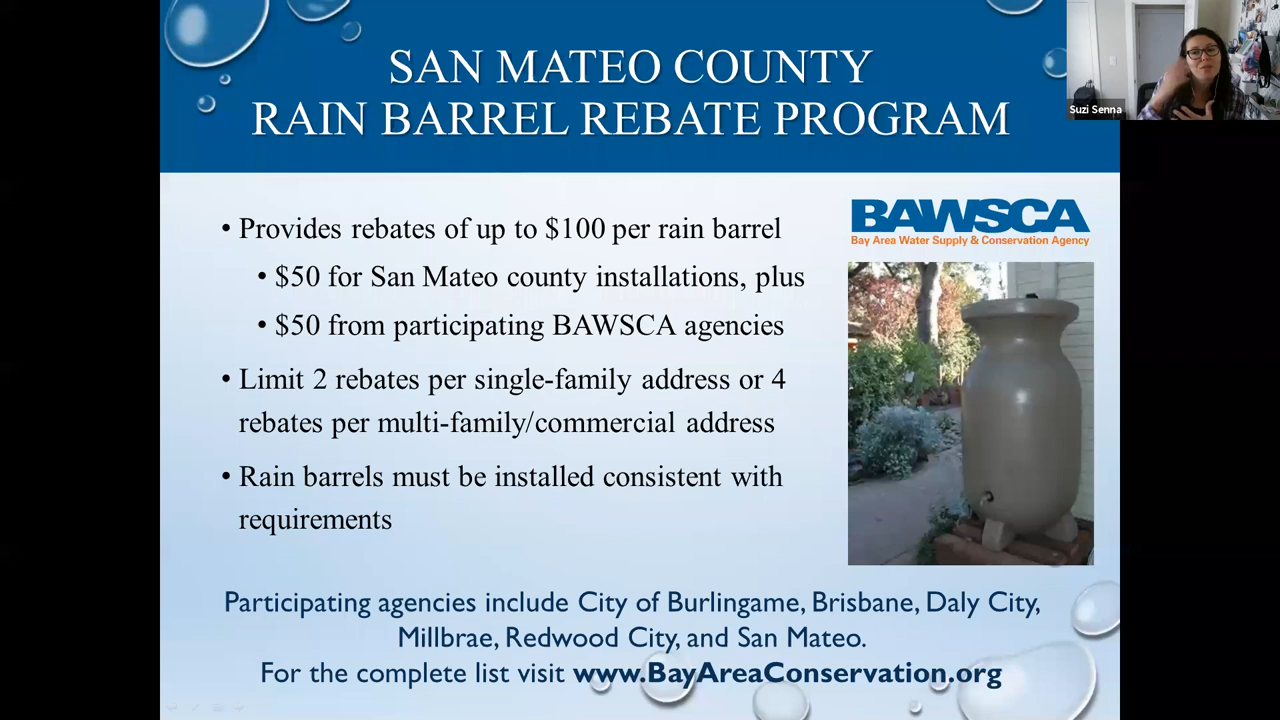 SAN MATEO COUNTY
RAIN BARREL REBATE PROGRAM
Suzi Senna
• Provides rebates of up to $100 per rain barrel
• $50 for San Mateo county installations, plus
• $50 from participating BAWSCA agencies
• Limit 2 rebates per single-family address or 4
rebates per multi-family/commercial address
• Rain barrels must be installed consistent with
requirements
BAWSCA
Bay Area Water Supply & Conservation Agency
Participating agencies include City of Burlingame, Brisbane, Daly City,
Millbrae, Redwood City, and San Mateo.
For the complete list visit www.BayAreaConservation.org